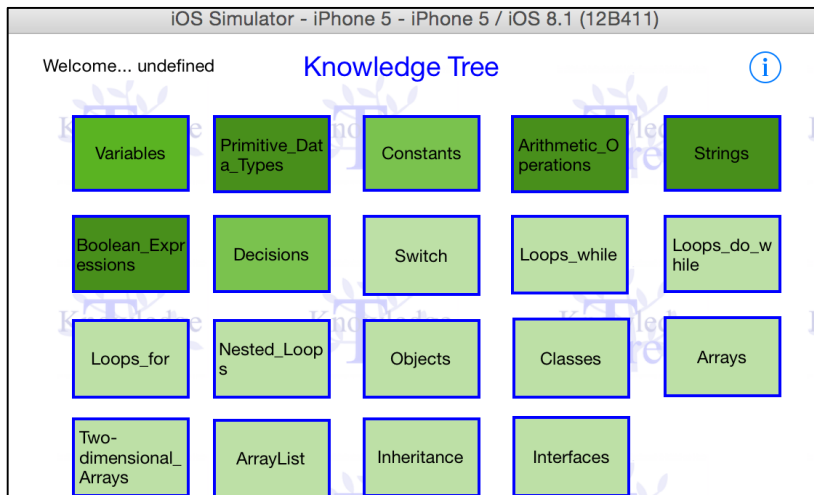 iOS Simulator - iPhone 5 - iPhone 5 / iOS 8.1 (12B411)
Welcome... undefined
Knowledge Tree
i
Variables
Primitive_Dat
a_Types
Constants
Arithmetic_O
perations
Strings
Boolean_Expr
essions
Decisions
Switch
Loops_while
Loops_do_w
hile
Loops_for
Nested_Loop
s
Objects
Classes
Arrays
Two-
dimensional_
Arrays
ArrayList
Inheritance
Interfaces